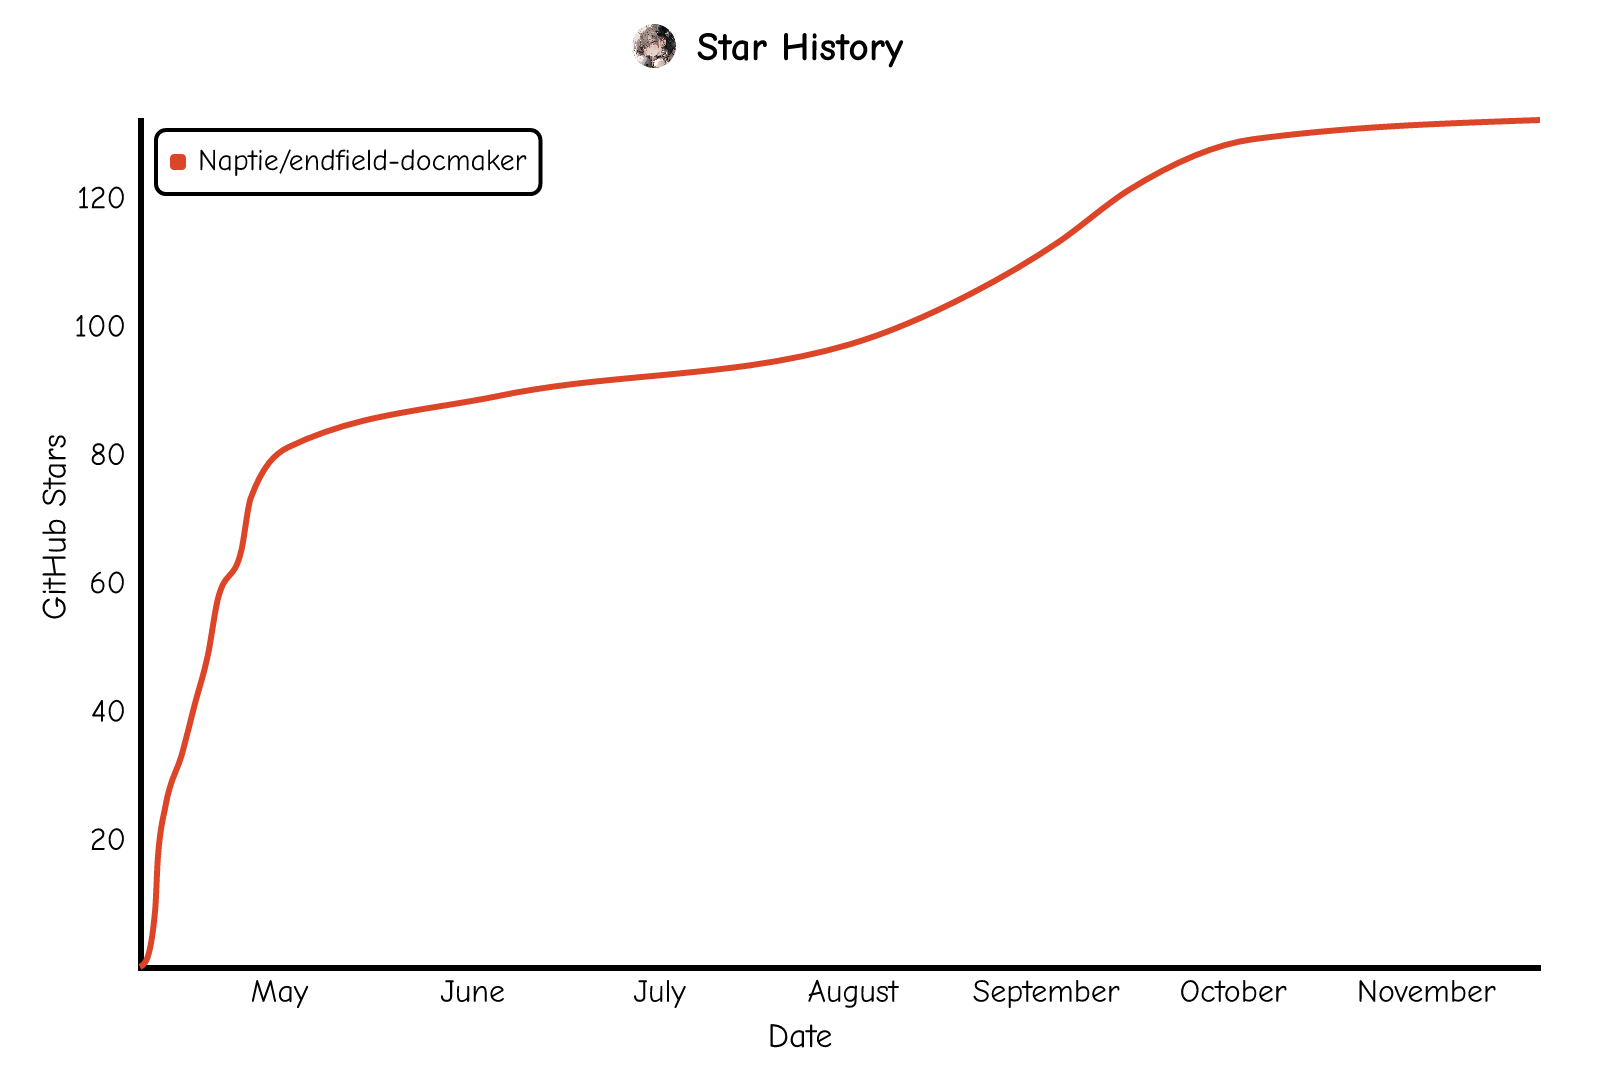 Star History
Naptie/endfield-docmaker
120
100
80
60
40
20
GitHub Stars
May June July August September October November
Date